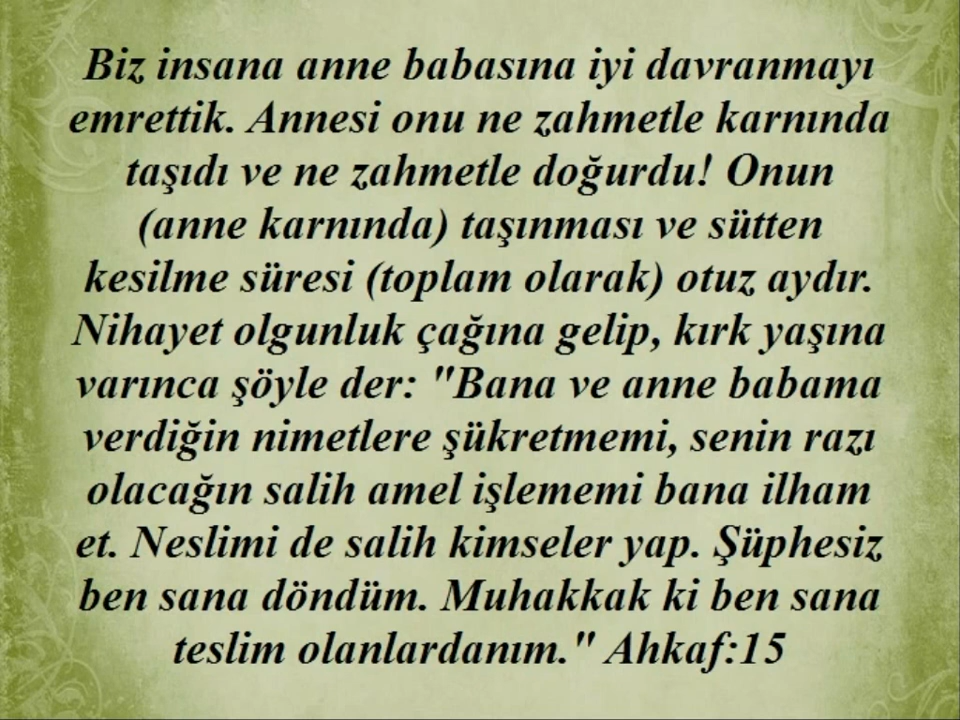 Biz insana anne babasına iyi davranmayı
emrettik. Annesi onu ne zahmetle karnında
taşıdı ve ne zahmetle doğurdu! Onun
(anne karnında) taşınması ve sütten
kesilme süresi (toplam olarak) otuz aydır.
Nihayet olgunluk çağına gelip, kırk yaşına
varınca şöyle der: "Bana ve anne babama
verdiğin nimetlere şükretmemi, senin razı
olacağın salih amel işlememi bana ilham
et. Neslimi de salih kimseler yap. Şüphesiz
ben sana döndüm. Muhakkak ki ben sana
teslim olanlardanım." Ahkaf:15